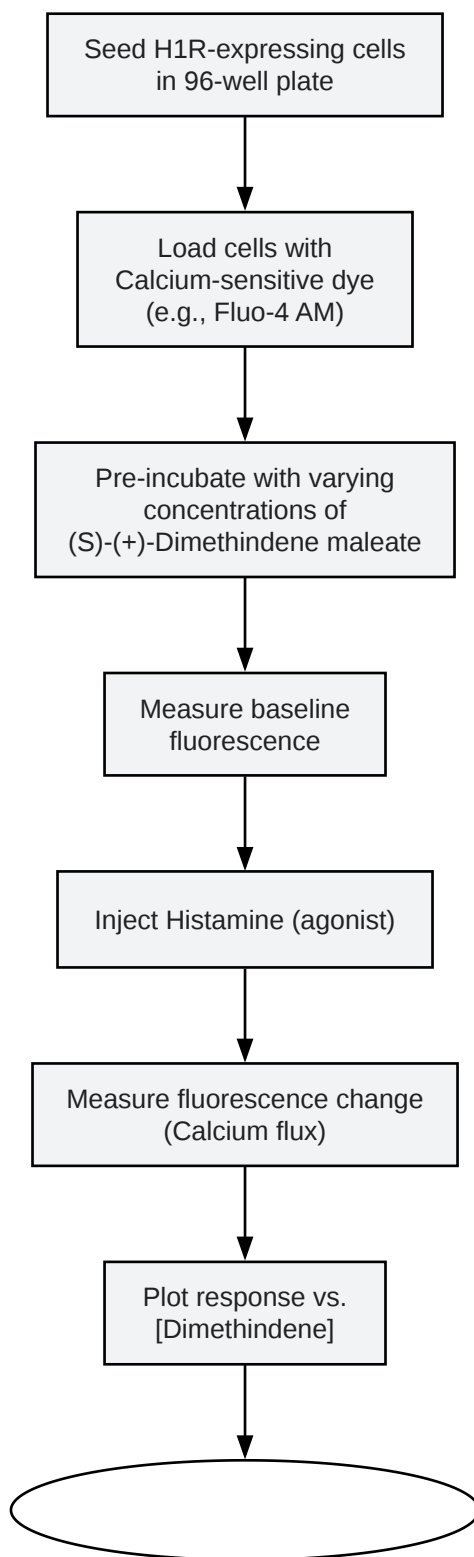 Seed H1R-expressing cells
in 96-well plate
Load cells with
Calcium-sensitive dye
(e.g., Fluo-4 AM)
Pre-incubate with varying
concentrations of
(S)-(+)-Dimethindene maleate
Measure baseline
fluorescence
Inject Histamine (agonist)
Measure fluorescence change
(Calcium flux)
Plot response vs.
[Dimethindene]